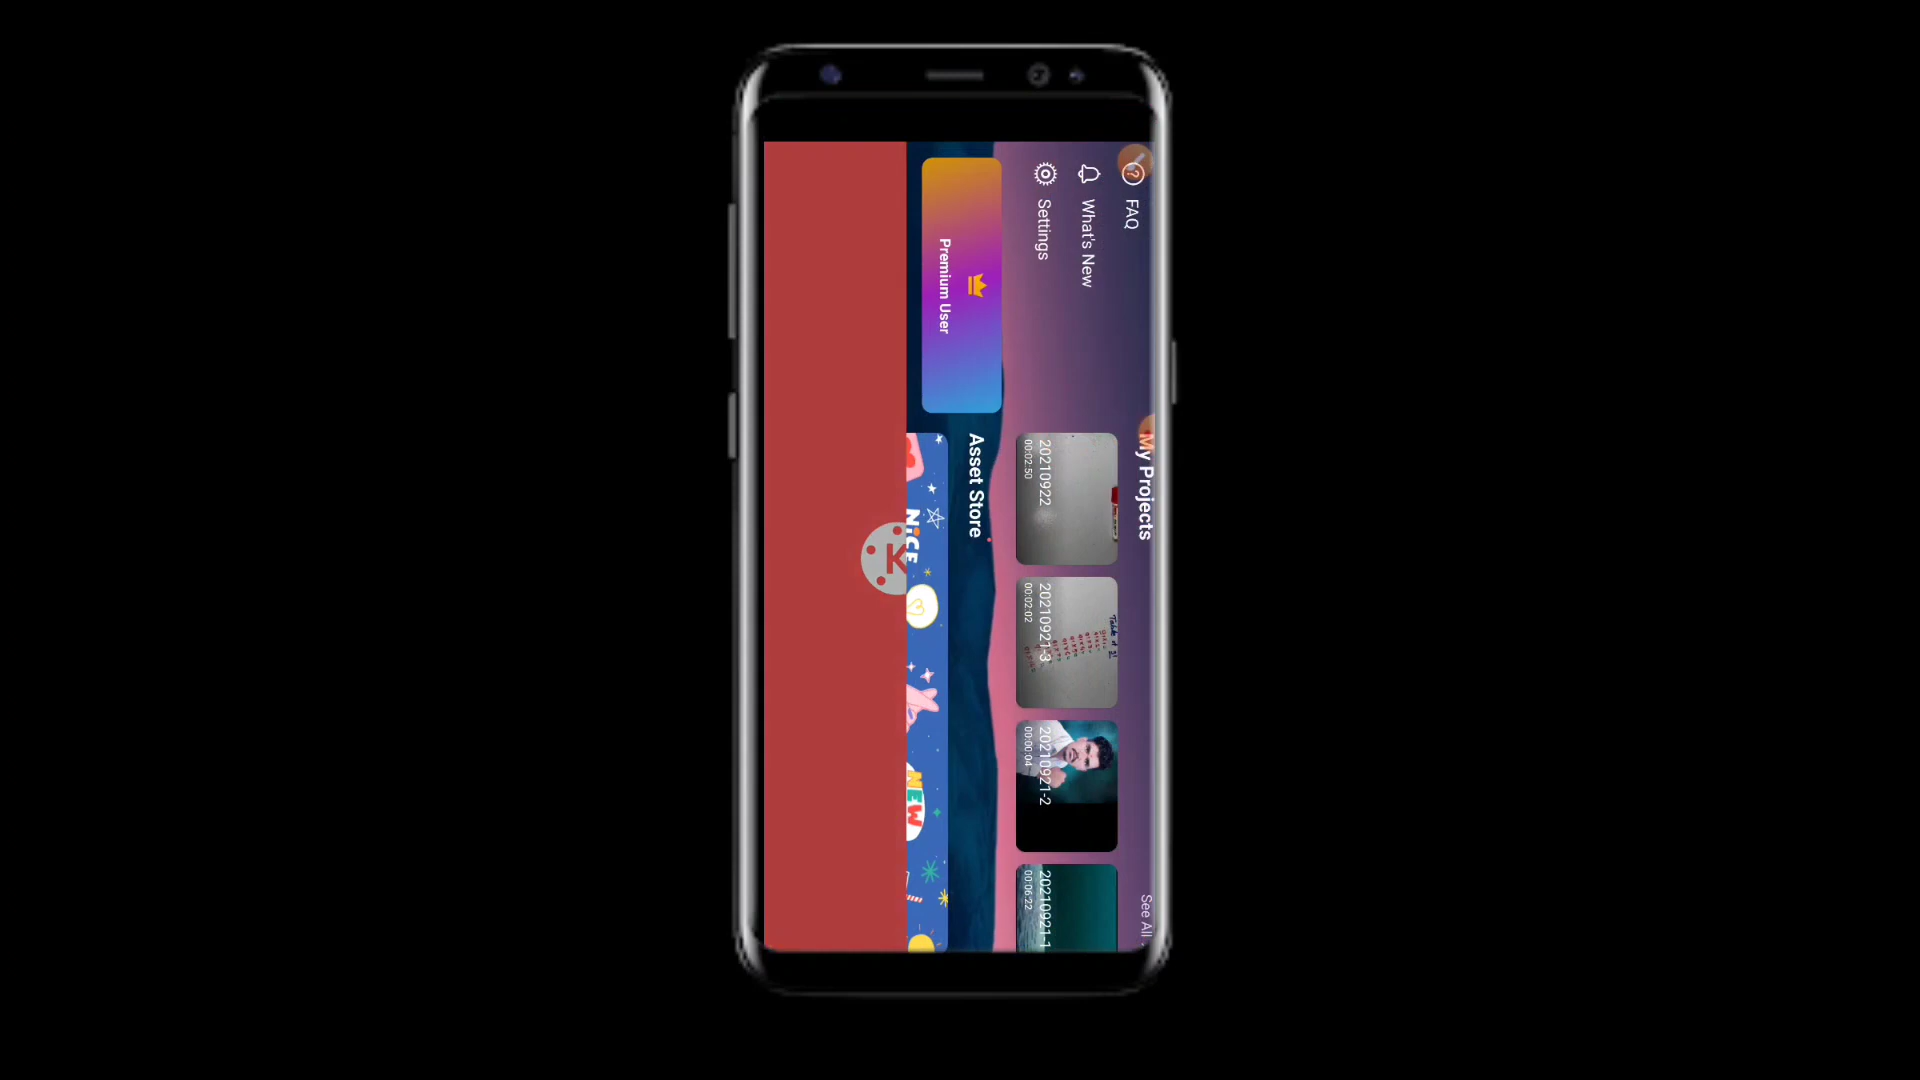 FAQ
What's New
Settings
Premium User
My Projects
See All
20210922
00:02:50
20210921-3
00:02:02
20210921-2
00:00:04
20210921-1
00:06:22
Asset Store
NiCE
NEW
K